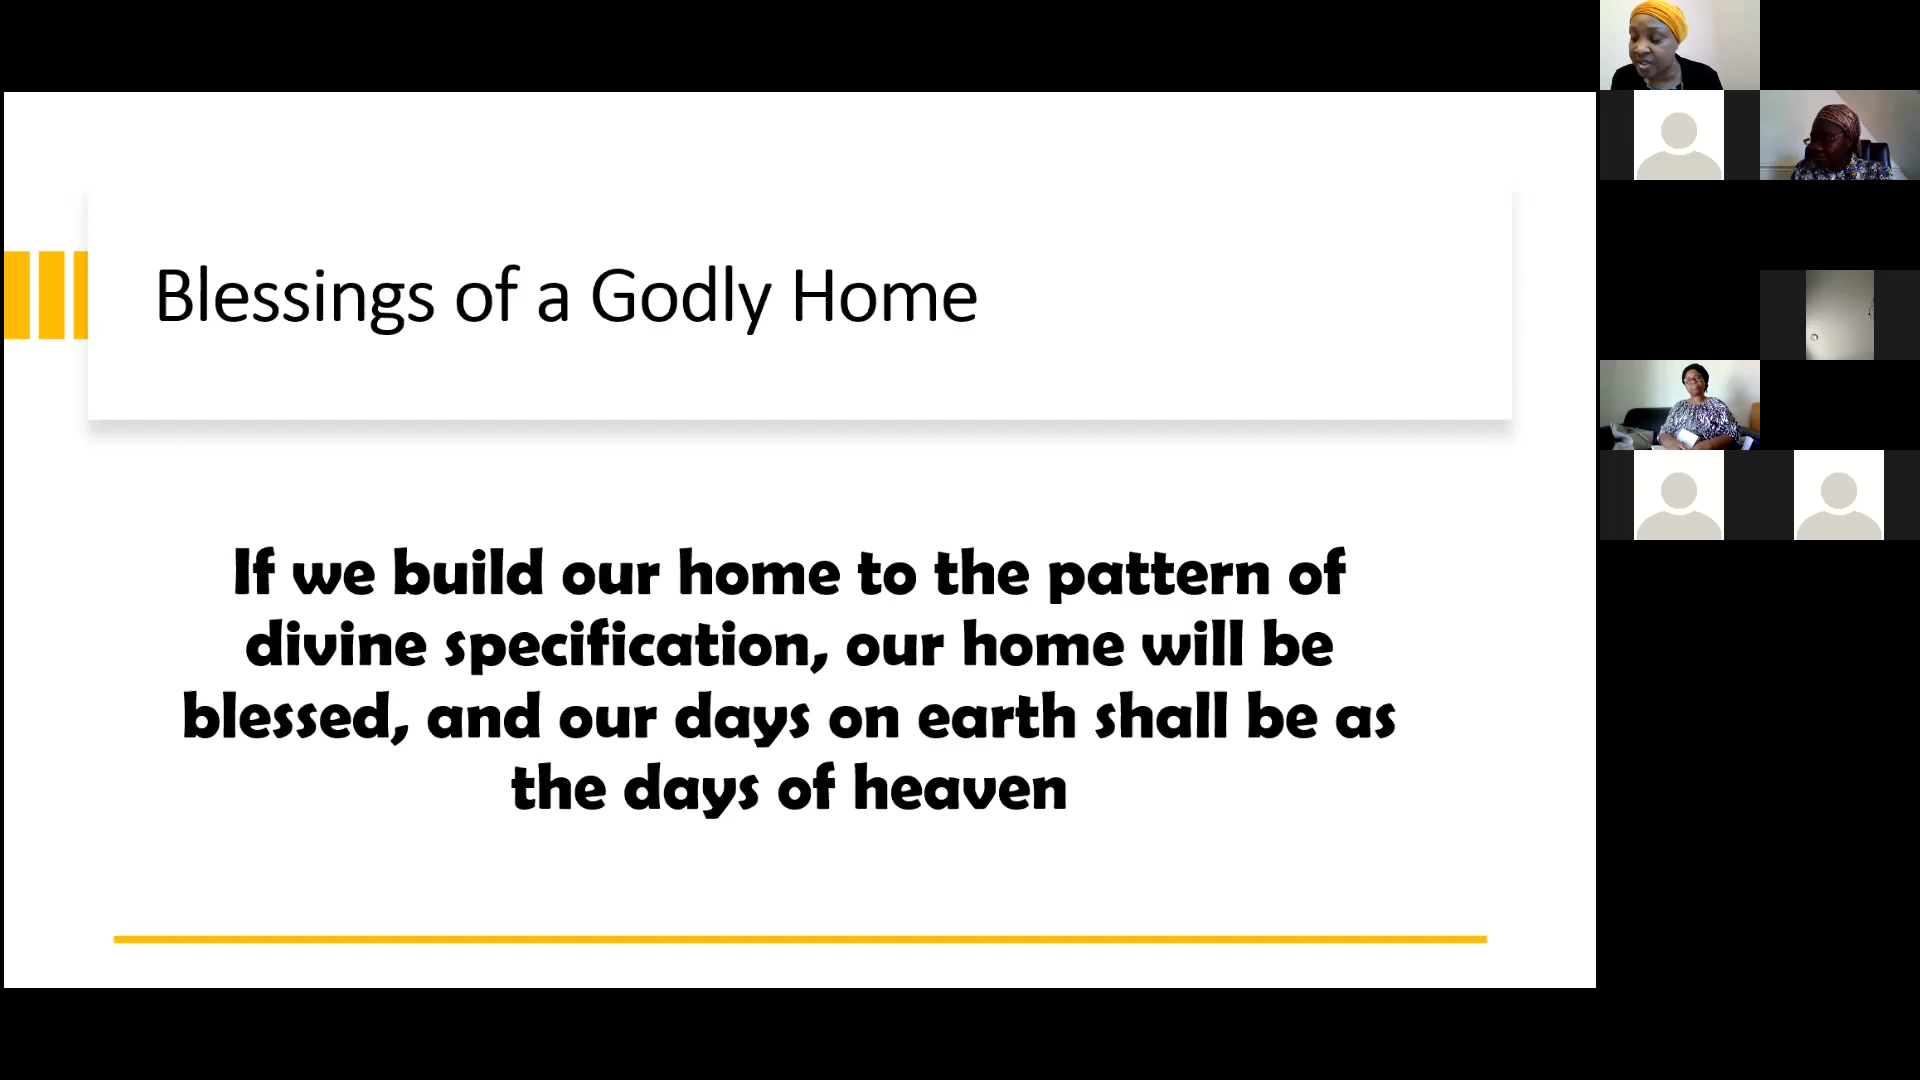 Blessings of a Godly Home
If we build our home to the pattern of
divine specification, our home will be
blessed, and our days on earth shall be as
the days of heaven